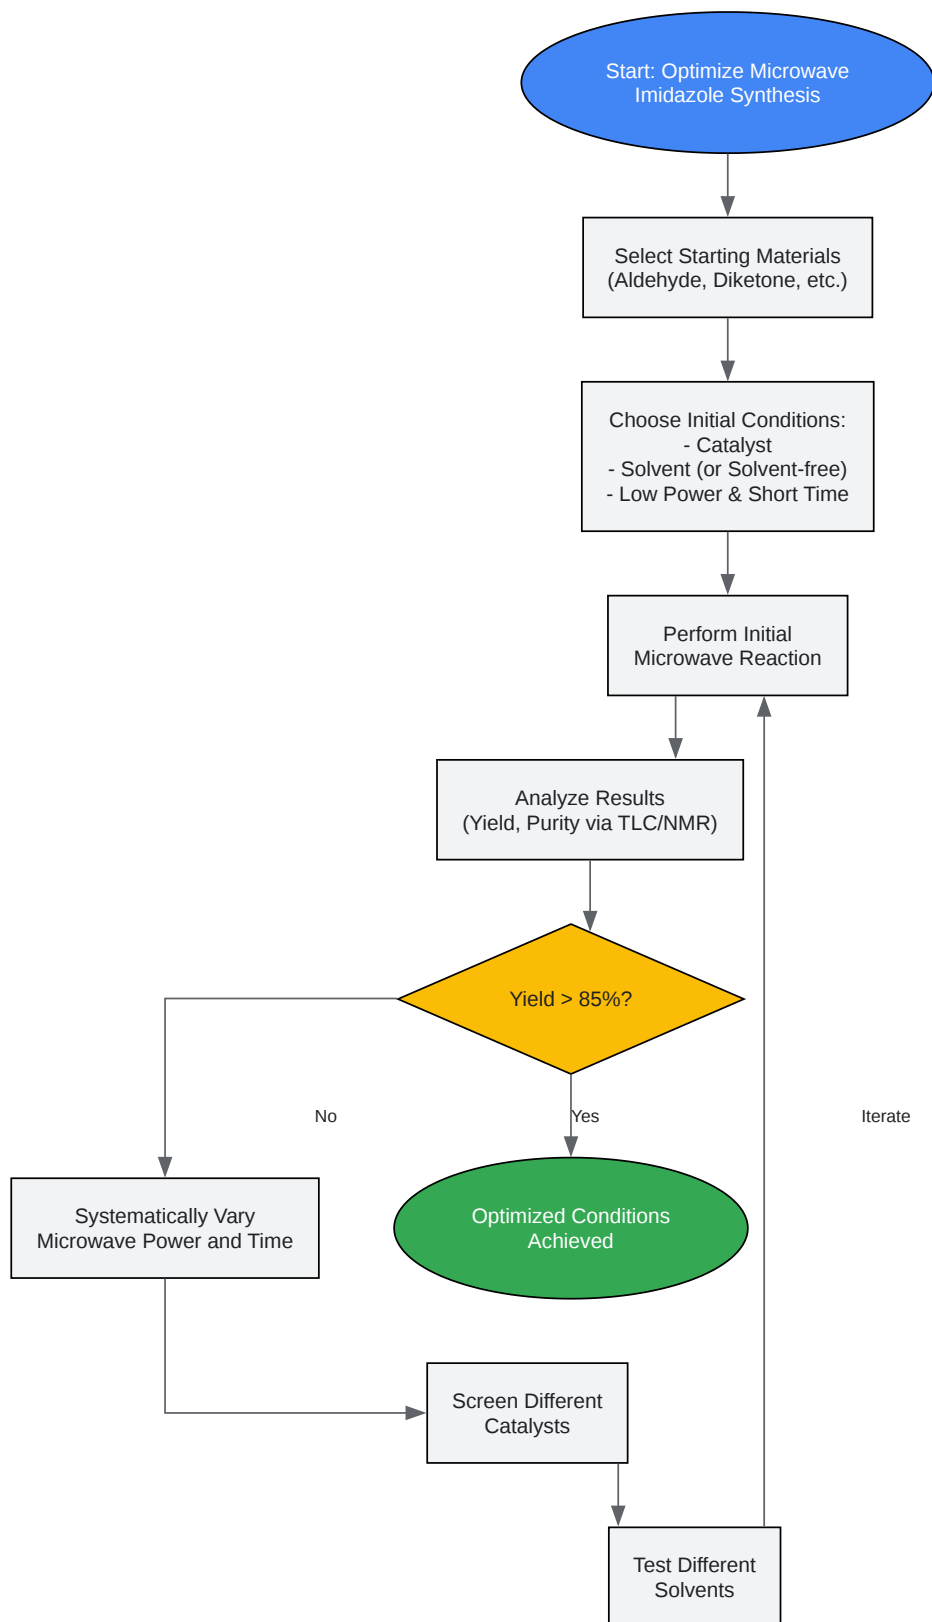 Start: Optimize Microwave
Imidazole Synthesis
Select Starting Materials
(Aldehyde, Diketone, etc.)
Choose Initial Conditions:
- Catalyst
- Solvent (or Solvent-free)
- Low Power & Short Time
Perform Initial
Microwave Reaction
Analyze Results
(Yield, Purity via TLC/NMR)
Yield > 85%?
No
Yes
Iterate
Systematically Vary
Microwave Power and Time
Optimized Conditions
Achieved
Screen Different
Catalysts
Test Different
Solvents